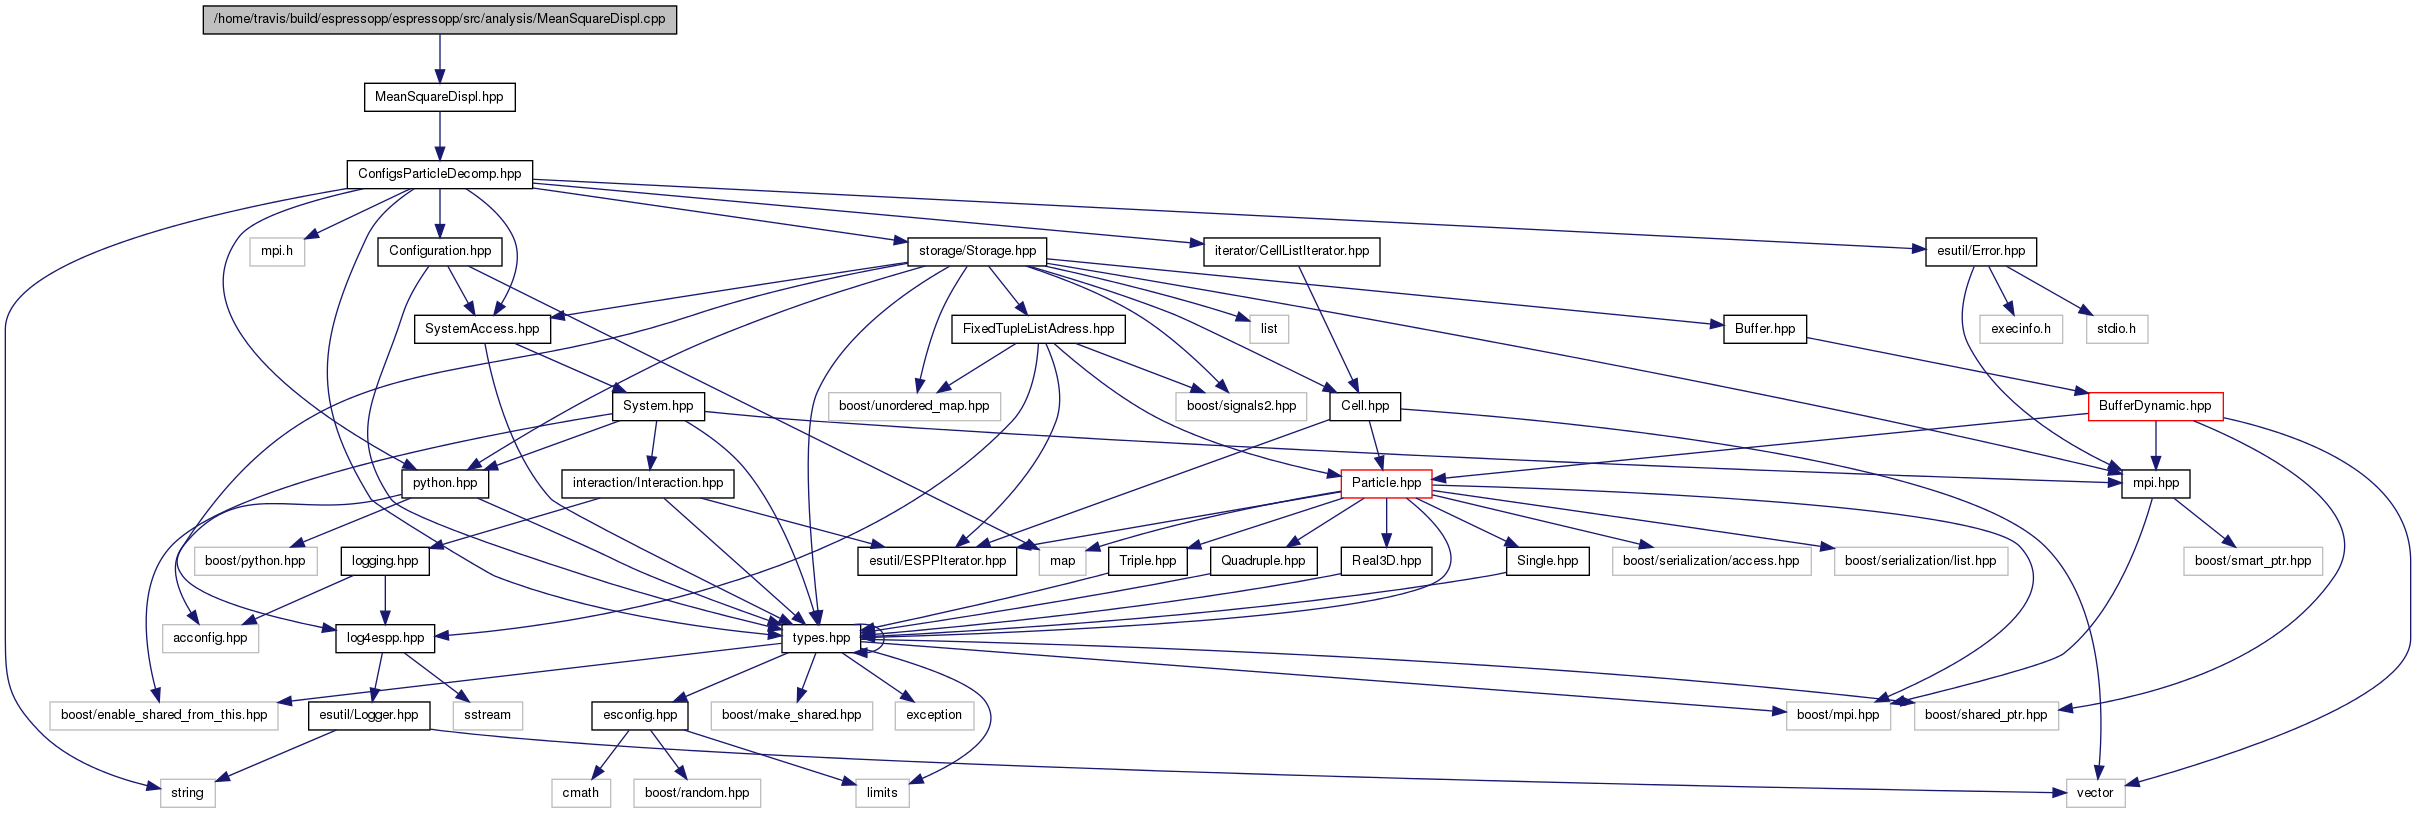 /home/travis/build/espressopp/espressopp/src/analysis/MeanSquareDispl.cpp
MeanSquareDispl.hpp
ConfigsParticleDecomp.hpp
mpi.h
Configuration.hpp
storage/Storage.hpp
iterator/CellListIterator.hpp
esutil/Error.hpp
SystemAccess.hpp
FixedTupleListAdress.hpp
list
Buffer.hpp
execinfo.h
stdio.h
System.hpp
boost/unordered_map.hpp
boost/signals2.hpp
Cell.hpp
BufferDynamic.hpp
python.hpp
interaction/Interaction.hpp
Particle.hpp
mpi.hpp
boost/python.hpp
logging.hpp
esutil/ESPPIterator.hpp
map
Triple.hpp
Quadruple.hpp
Real3D.hpp
Single.hpp
boost/serialization/access.hpp
boost/serialization/list.hpp
boost/smart_ptr.hpp
acconfig.hpp
log4espp.hpp
types.hpp
boost/enable_shared_from_this.hpp
esutil/Logger.hpp
sstream
esconfig.hpp
boost/make_shared.hpp
exception
boost/mpi.hpp
boost/shared_ptr.hpp
string
cmath
boost/random.hpp
limits
vector